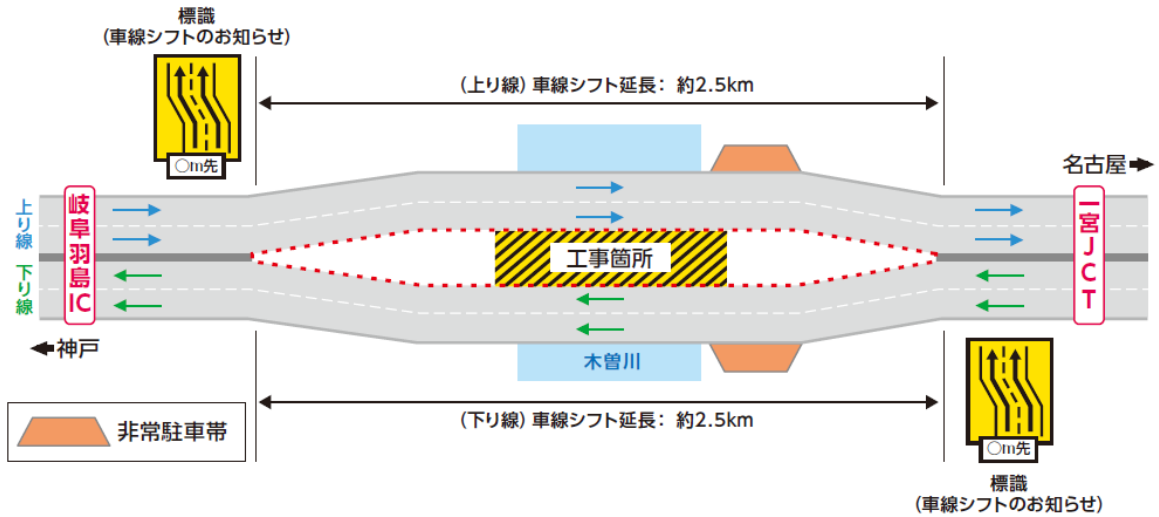 標識
(車線シフトのお知らせ)
○m先
(上り線) 車線シフト延長： 約2.5km
名古屋
上り線
下り線
岐阜羽島IC
工事箇所
一宮JCT
神戸
木曽川
非常駐車帯
(下り線) 車線シフト延長： 約2.5km
○m先
標識
(車線シフトのお知らせ)